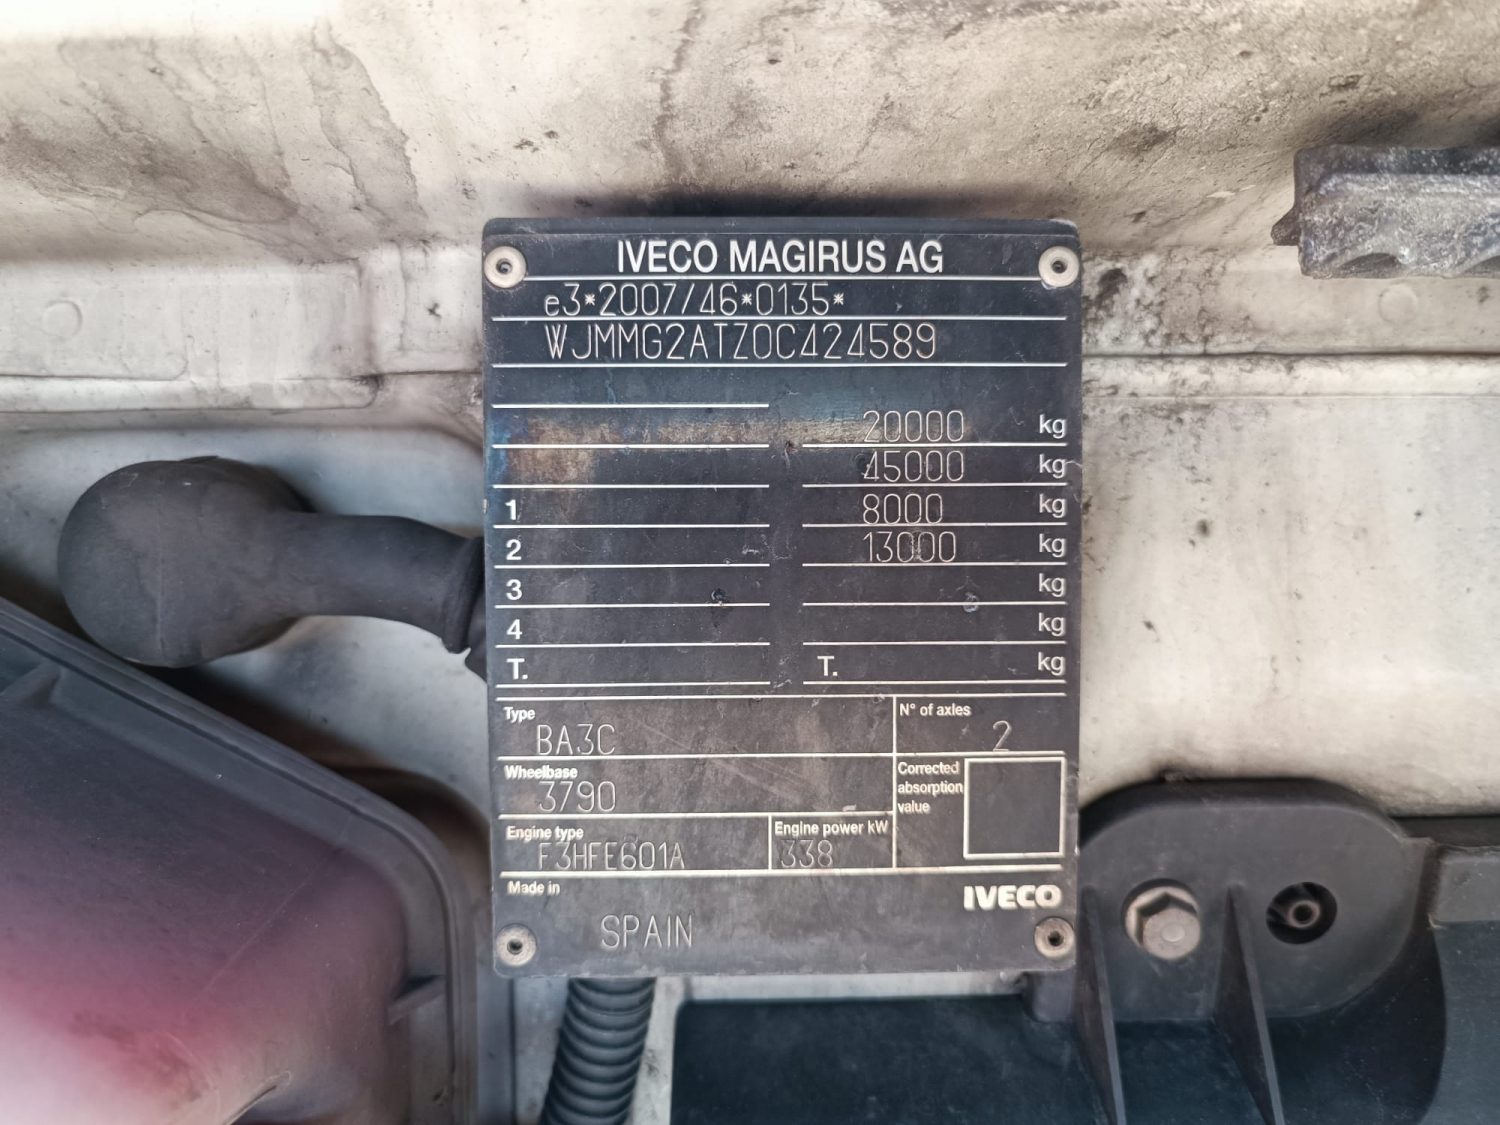 IVECO MAGIRUS AG
e3*2007/46*0135*
WJMMG2ATZ0C424589
20000 kg
45000 kg
1 8000 kg
2 13000 kg
3 kg
4 kg
T. T. kg
Type N° of axles
BA3C 2
Wheelbase Corrected absorption value
3790
Engine type Engine power kW
F3HFE601A 338
Made in IVECO
SPAIN